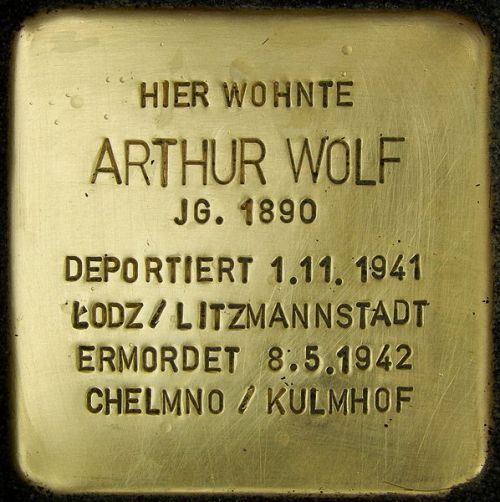 HIER WOHNTE
ARTHUR WOLF
JG. 1890
DEPORTIERT 1.11. 1941
ŁODZ / LITZMANNSTADT
ERMORDET 8.5.1942
CHELMNO / KULMHOF